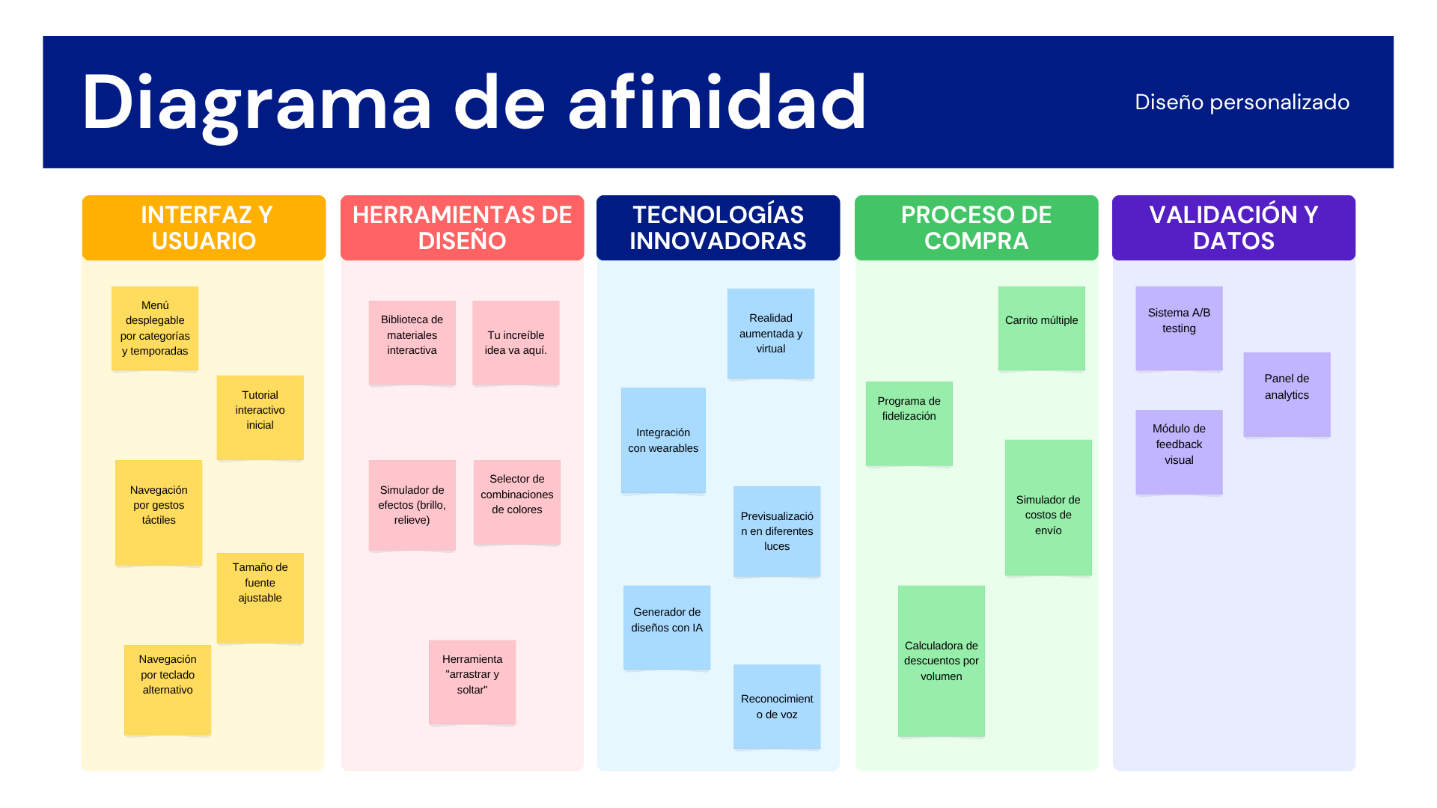 Diagrama de afinidad
Diseño personalizado
INTERFAZ Y
USUARIO
Menú
desplegable
por categorías
y temporadas
Tutorial
interactivo
inicial
Navegación
por gestos
táctiles
Tamaño de
fuente
ajustable
Navegación
por teclado
alternativo
HERRAMIENTAS DE
DISEÑO
Biblioteca de
materiales
interactiva
Tu increíble
idea va aquí.
Simulador de
efectos (brillo,
relieve)
Selector de
combinaciones
de colores
Herramienta
"arrastrar y
soltar"
TECNOLOGÍAS
INNOVADORAS
Realidad
aumentada y
virtual
Integración
con wearables
Previsualizació
n en diferentes
luces
Generador de
diseños con IA
Reconocimient
o de voz
PROCESO DE
COMPRA
Carrito múltiple
Programa de
fidelización
Simulador de
costos de
envío
Calculadora de
descuentos por
volumen
VALIDACIÓN Y
DATOS
Sistema A/B
testing
Panel de
analytics
Módulo de
feedback
visual